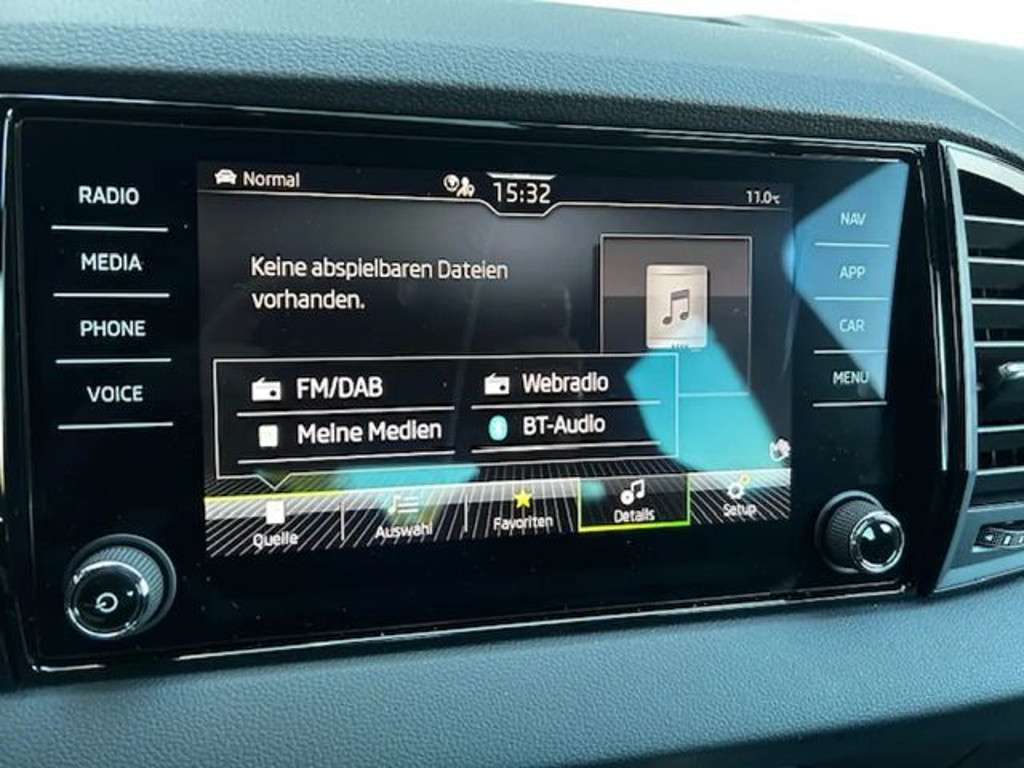 RADIO
MEDIA
PHONE
VOICE
Normal
15:32
11.0°C
Keine abspielbaren Dateien
vorhanden.
FM/DAB
Webradio
Meine Medien
BT-Audio
Quelle
Auswahl
Favoriten
Details
Setup
NAV
APP
CAR
MENU